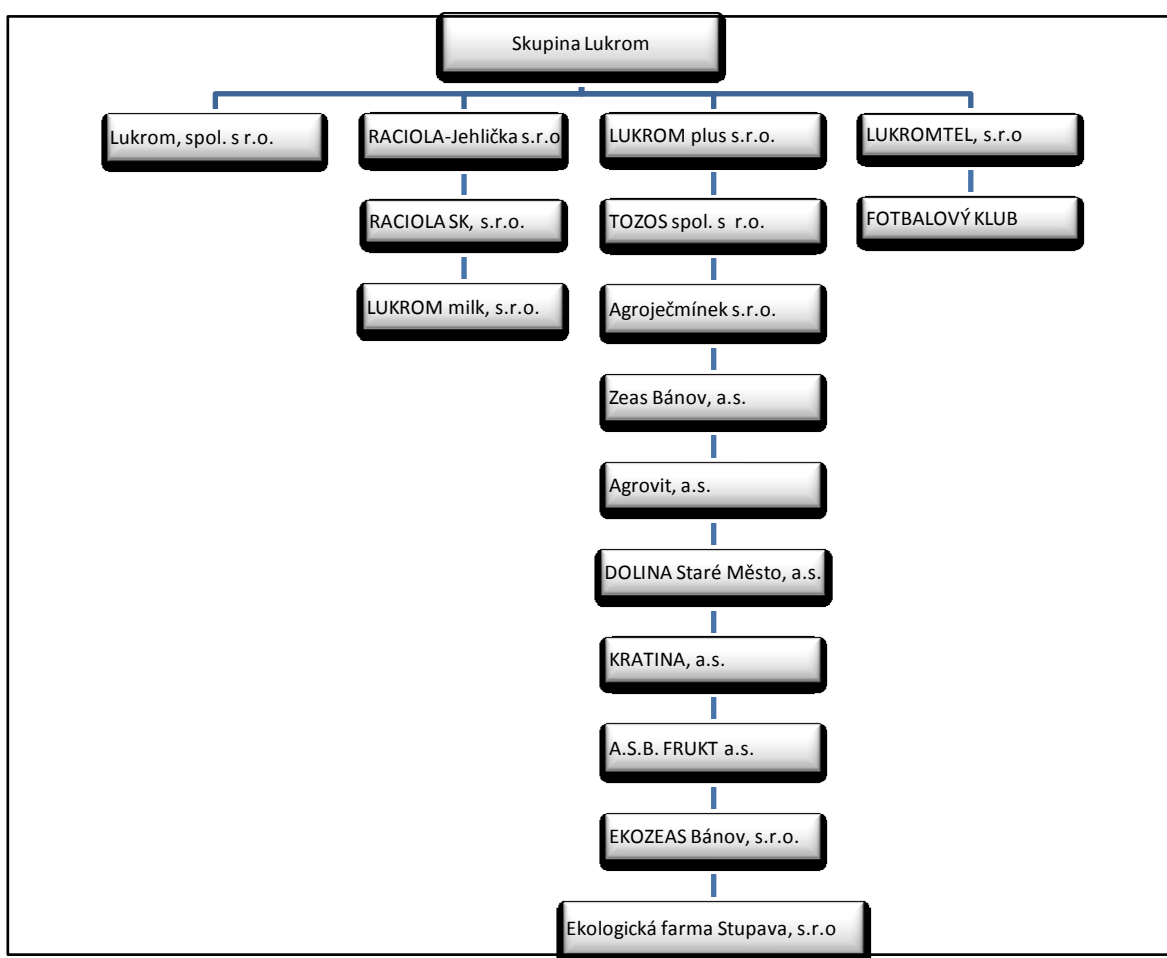 Skupina Lukrom
Lukrom, spol. s r.o.
RACIOLA-Jehlička s.r.o
LUKROM plus s.r.o.
LUKROMTEL, s.r.o
RACIOLA SK, s.r.o.
TOZOS spol. s r.o.
FOTBALOVÝ KLUB
LUKROM milk, s.r.o.
Agroječmínek s.r.o.
Zeas Bánov, a.s.
Agrovit, a.s.
DOLINA Staré Město, a.s.
KRATINA, a.s.
A.S.B. FRUKT a.s.
EKOZEAS Bánov, s.r.o.
Ekologická farma Stupava, s.r.o